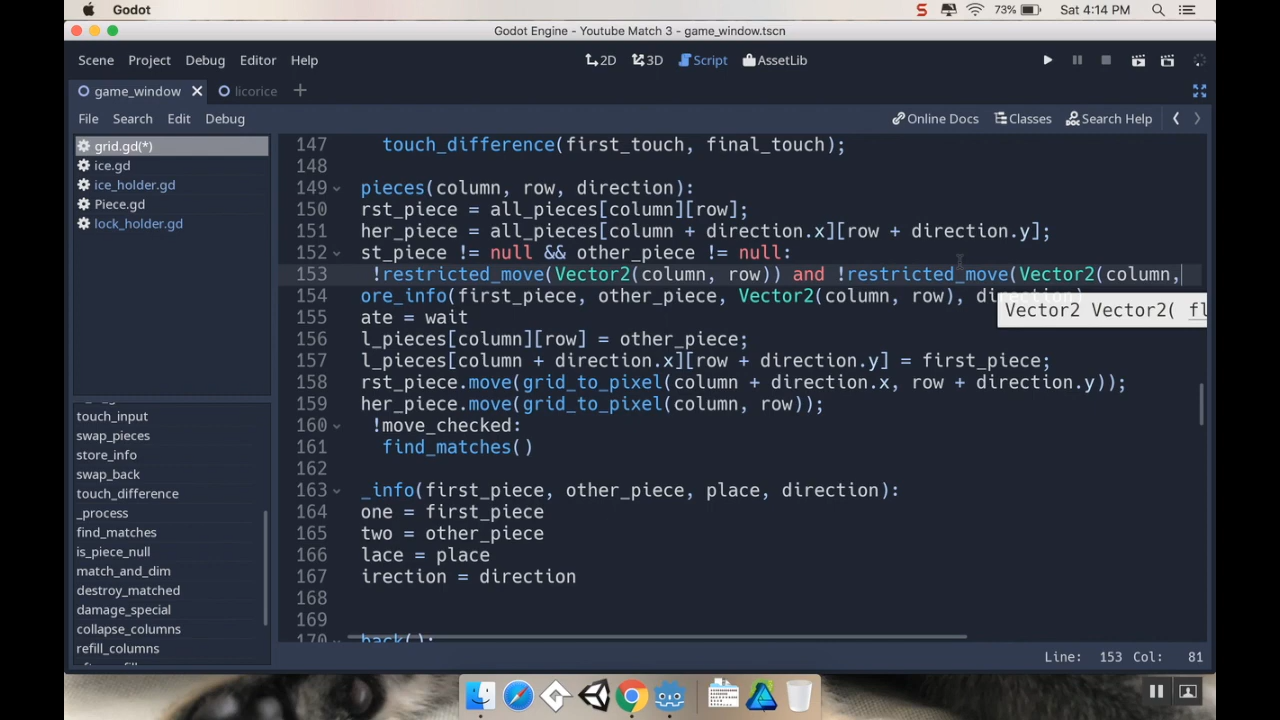 Godot
73%
Sat 4:14 PM
Godot Engine - Youtube Match 3 - game_window.tscn
Scene Project Debug Editor Help
2D 3D Script AssetLib
game_window
licorice
File Search Edit Debug
Online Docs Classes Search Help
grid.gd(*)
ice.gd
ice_holder.gd
Piece.gd
lock_holder.gd
touch_input
swap_pieces
store_info
swap_back
touch_difference
_process
find_matches
is_piece_null
match_and_dim
destroy_matched
damage_special
collapse_columns
refill_columns
147 touch_difference(first_touch, final_touch);
148
149 pieces(column, row, direction):
150 rst_piece = all_pieces[column][row];
151 her_piece = all_pieces[column + direction.x][row + direction.y];
152 st_piece != null && other_piece != null:
153 !restricted_move(Vector2(column, row)) and !restricted_move(Vector2(column,
154 ore_info(first_piece, other_piece, Vector2(column, row), direction)
Vector2 Vector2( fl
155 ate = wait
156 l_pieces[column][row] = other_piece;
157 l_pieces[column + direction.x][row + direction.y] = first_piece;
158 rst_piece.move(grid_to_pixel(column + direction.x, row + direction.y));
159 her_piece.move(grid_to_pixel(column, row));
160 !move_checked:
161 find_matches()
162
163 _info(first_piece, other_piece, place, direction):
164 one = first_piece
165 two = other_piece
166 lace = place
167 irection = direction
168
169
170 back():
Line: 153 Col: 81